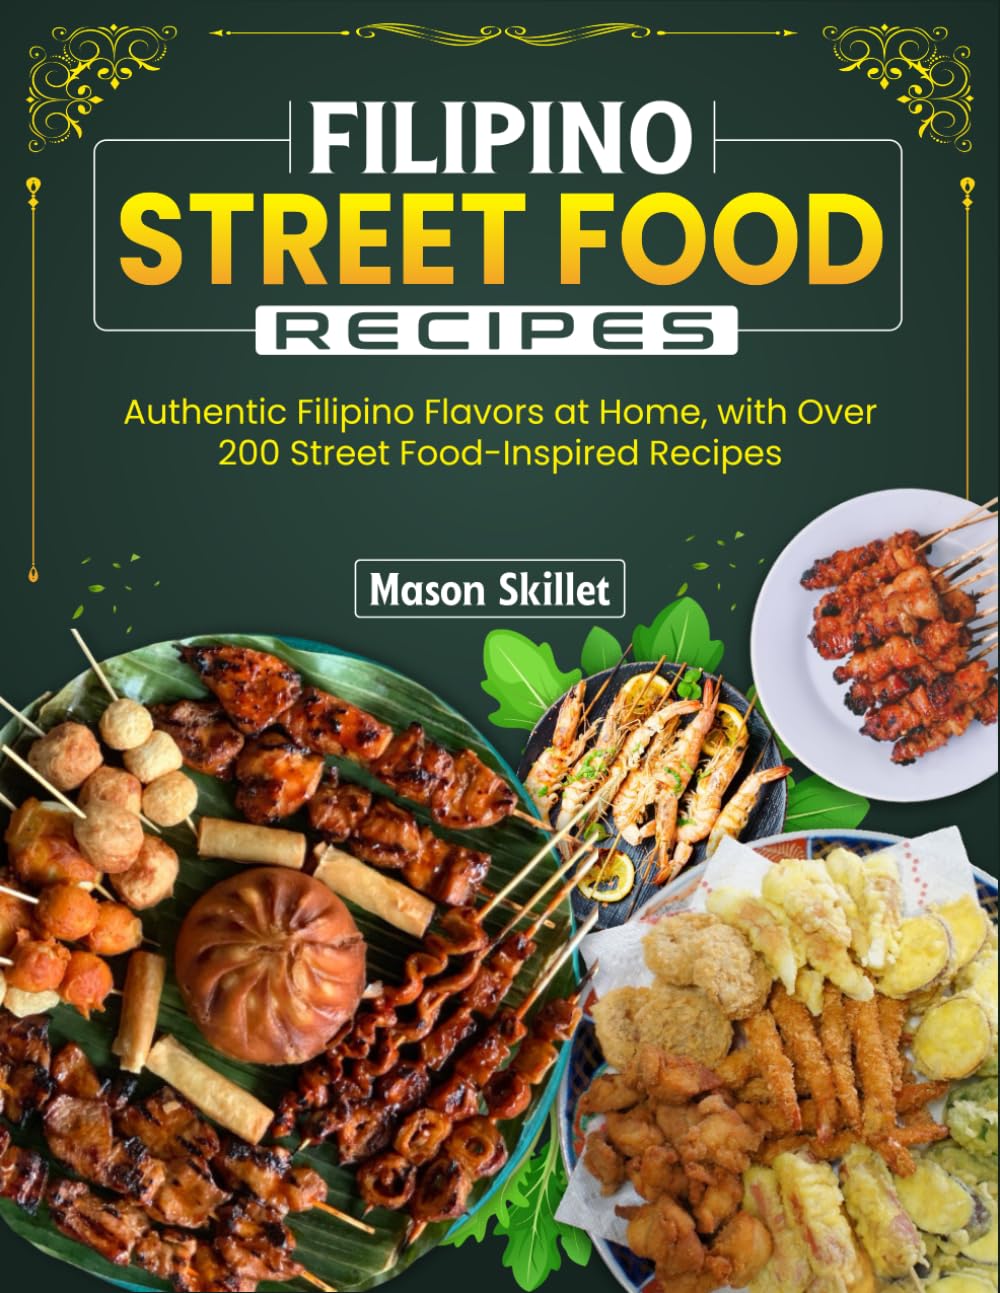 FILIPINO
STREET FOOD
RECIPES
Authentic Filipino Flavors at Home, with Over
200 Street Food-Inspired Recipes
Mason Skillet